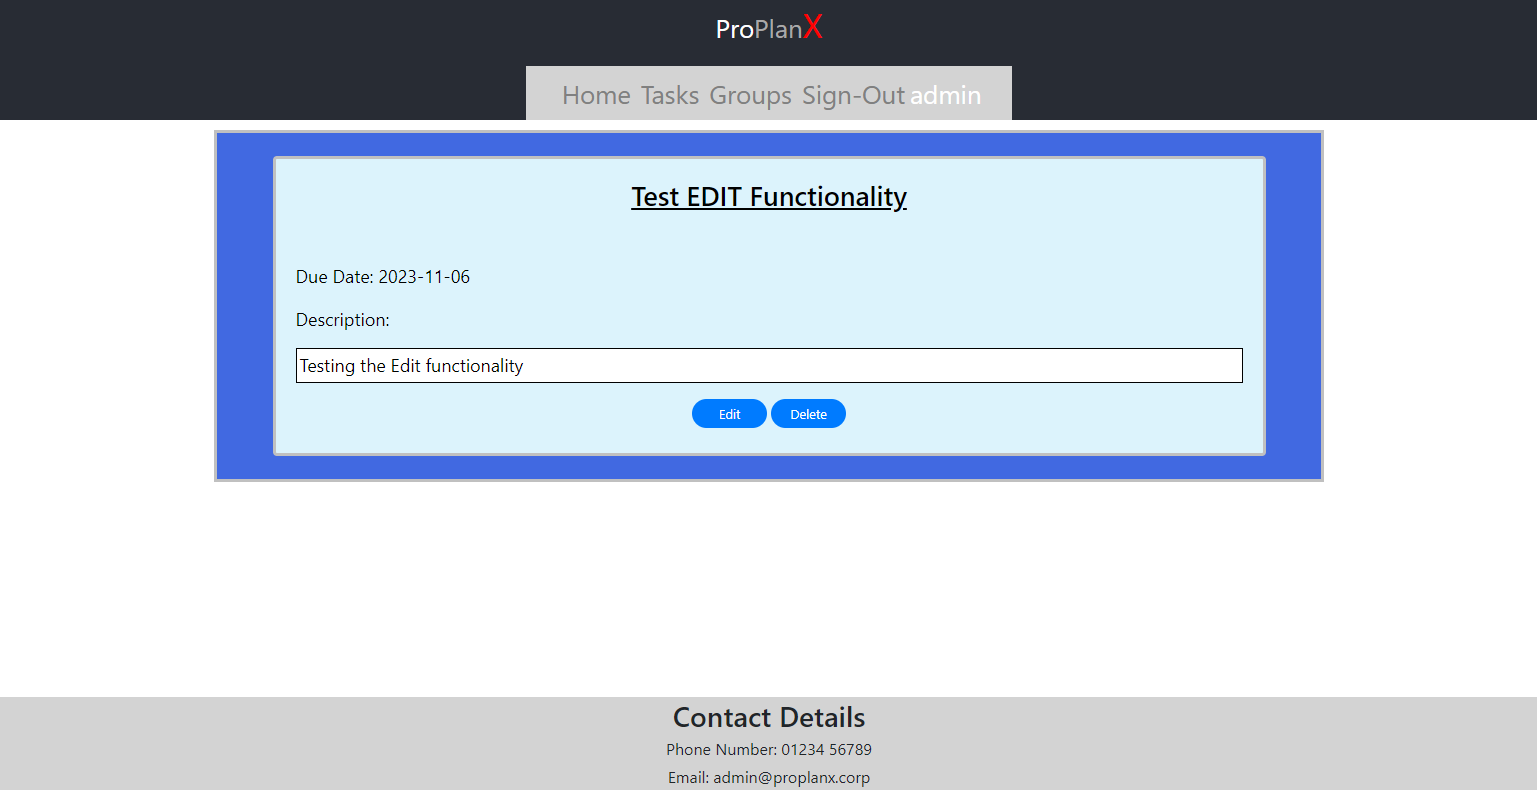 ProPlanX
Home Tasks Groups Sign-Out admin
Test EDIT Functionality
Due Date: 2023-11-06
Description:
Testing the Edit functionality
Edit Delete
Contact Details
Phone Number: 01234 56789
Email: admin@proplanx.corp